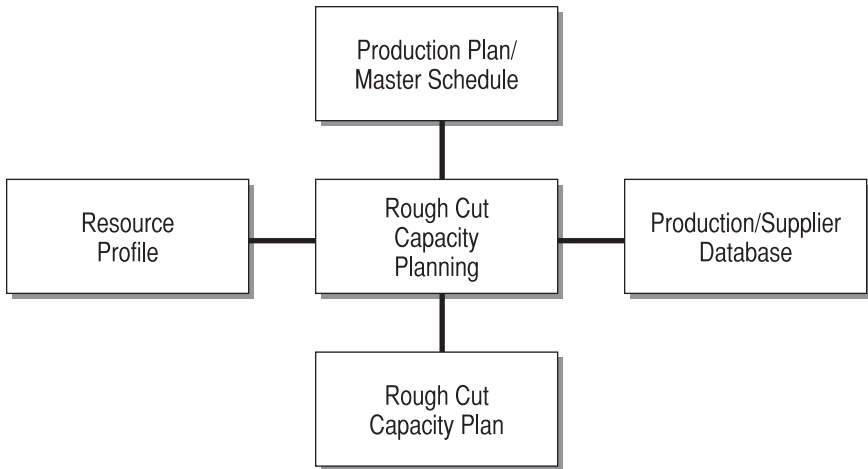 Production Plan/
Master Schedule
Resource
Profile
Rough Cut
Capacity
Planning
Production/Supplier
Database
Rough Cut
Capacity Plan